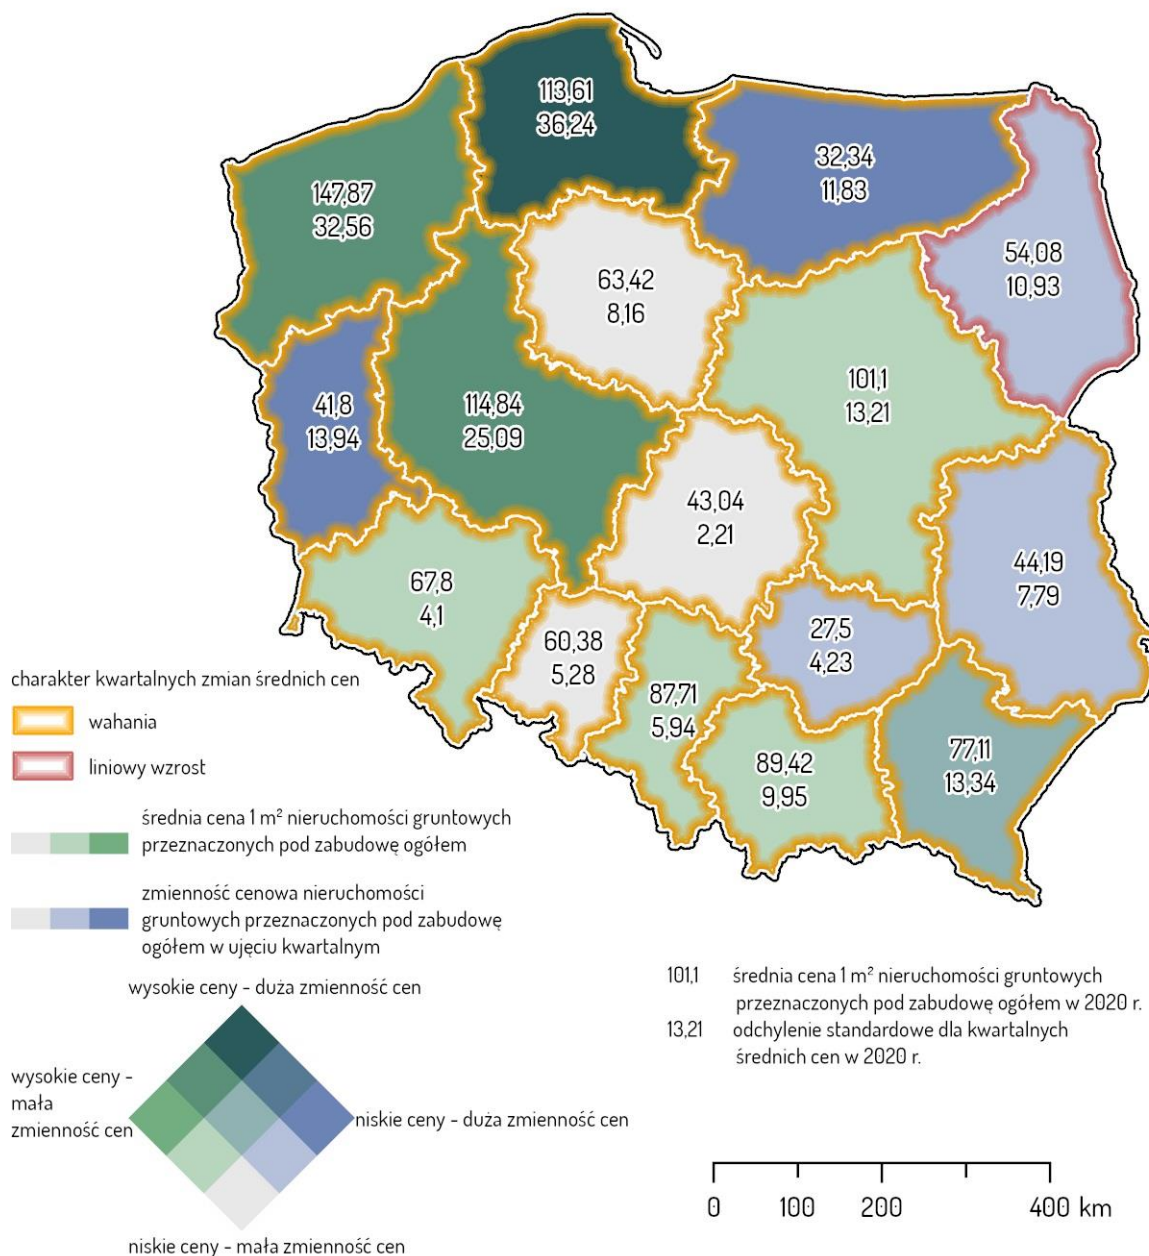 113,61
36,24
32,34
11,83
147,87
32,56
54,08
10,93
63,42
8,16
101,1
13,21
41,8
13,94
114,84
25,09
43,04
2,21
44,19
7,79
67,8
4,1
27,5
4,23
60,38
5,28
87,71
5,94
89,42
9,95
77,11
13,34
charakter kwartalnych zmian średnich cen
wahania
liniowy wzrost
średnia cena 1 m² nieruchomości gruntowych
przeznaczonych pod zabudowę ogółem
zmienność cenowa nieruchomości
gruntowych przeznaczonych pod zabudowę
ogółem w ujęciu kwartalnym
wysokie ceny - duża zmienność cen
wysokie ceny -
mała
zmienność cen
niskie ceny - duża zmienność cen
niskie ceny - mała zmienność cen
101,1 średnia cena 1 m² nieruchomości gruntowych
przeznaczonych pod zabudowę ogółem w 2020 r.
13,21 odchylenie standardowe dla kwartalnych
średnich cen w 2020 r.
0 100 200 400 km